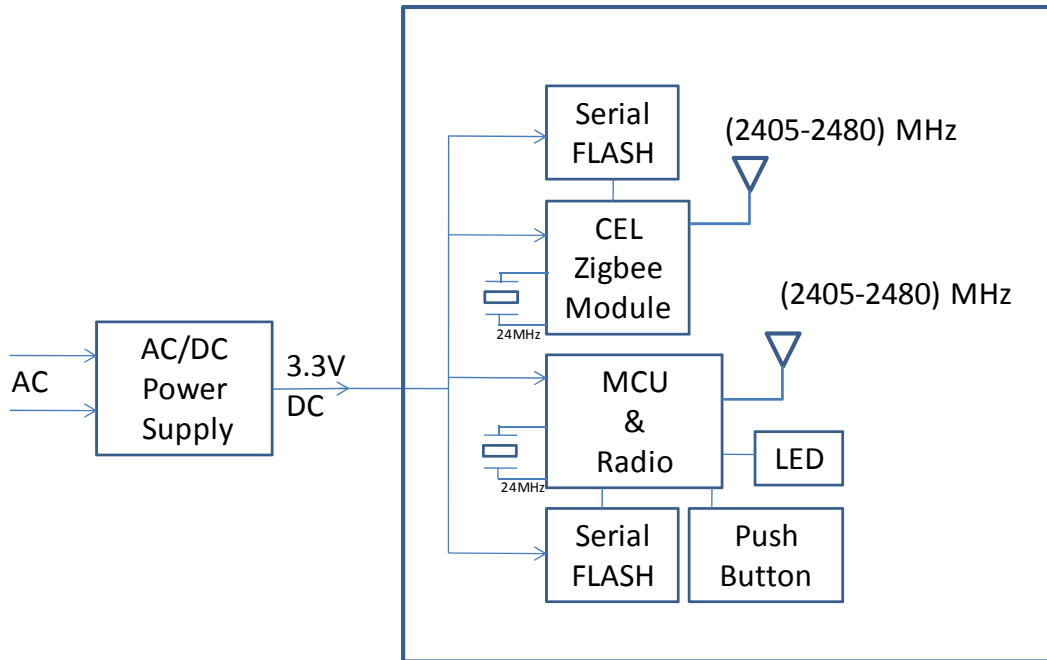 Serial
FLASH
(2405-2480) MHz
CEL
Zigbee
Module
24MHz
(2405-2480) MHz
AC
AC/DC
Power
Supply
3.3V
DC
MCU
&
Radio
24MHz
LED
Serial
FLASH
Push
Button